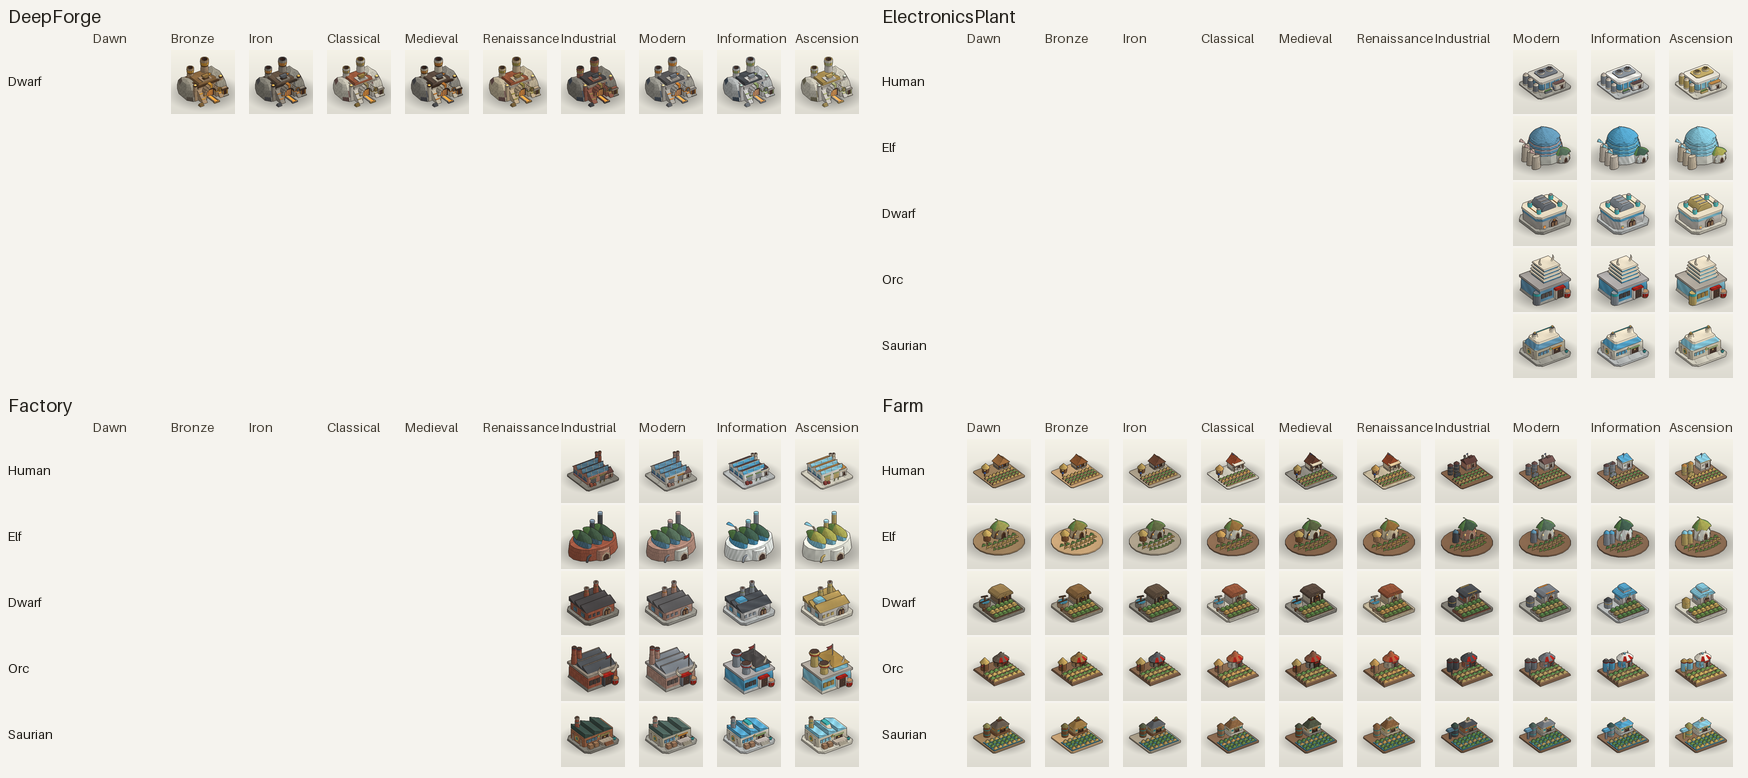 DeepForge
Dawn Bronze Iron Classical Medieval Renaissance Industrial Modern Information Ascension
Dwarf
ElectronicsPlant
Dawn Bronze Iron Classical Medieval Renaissance Industrial Modern Information Ascension
Human
Elf
Dwarf
Orc
Saurian
Factory
Dawn Bronze Iron Classical Medieval Renaissance Industrial Modern Information Ascension
Human
Elf
Dwarf
Orc
Saurian
Farm
Dawn Bronze Iron Classical Medieval Renaissance Industrial Modern Information Ascension
Human
Elf
Dwarf
Orc
Saurian